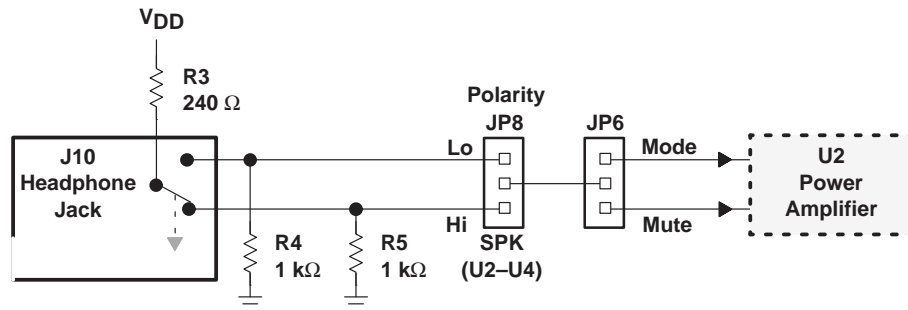 VDD
R3
240 Ω
J10
Headphone
Jack
R4
1 kΩ
R5
1 kΩ
Polarity
JP8
Lo
Hi
SPK
(U2–U4)
JP6
Mode
Mute
U2
Power
Amplifier